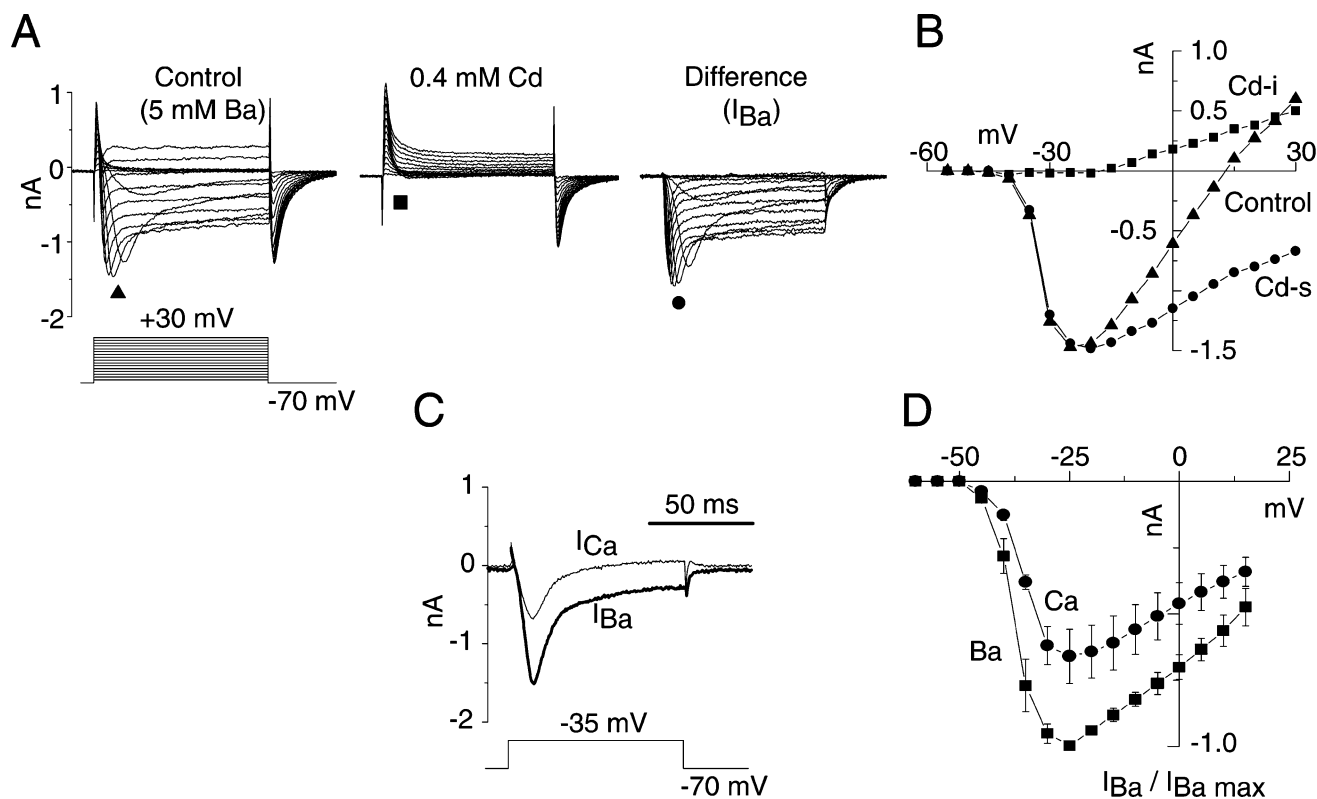 A
Control
(5 mM Ba)
0.4 mM Cd
Difference
(IBa)
1
0
-1
-2
nA
+30 mV
-70 mV
B
nA
1.0
0.5
-0.5
-1.5
mV
-60
-30
30
Cd-i
Control
Cd-s
C
1
0
-1
-2
nA
50 ms
ICa
IBa
-35 mV
-70 mV
D
-50
-25
0
25
mV
nA
Ca
Ba
-1.0
IBa / IBa max